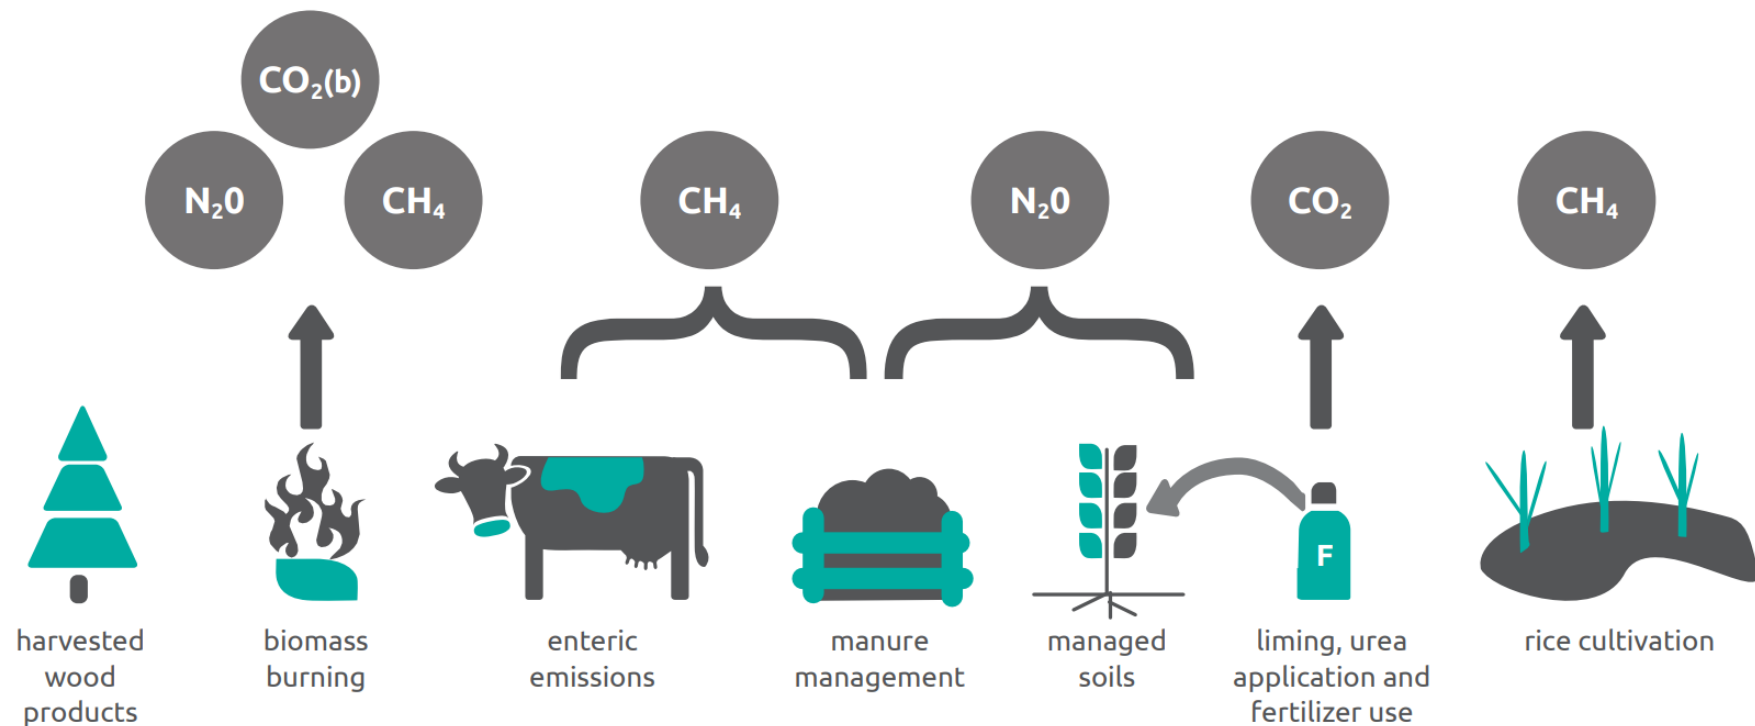 CO₂(b)
N₂0
CH₄
CH₄
N₂0
CO₂
CH₄
F
harvested
wood
products
biomass
burning
enteric
emissions
manure
management
managed
soils
liming, urea
application and
fertilizer use
rice cultivation